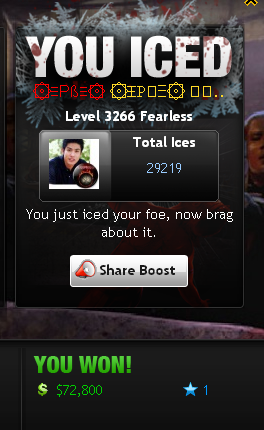 YOU ICED
Level 3266 Fearless
Total Ices
29219
You just iced your foe, now brag
about it.
Share Boost
YOU WON!
$ $72,800
1